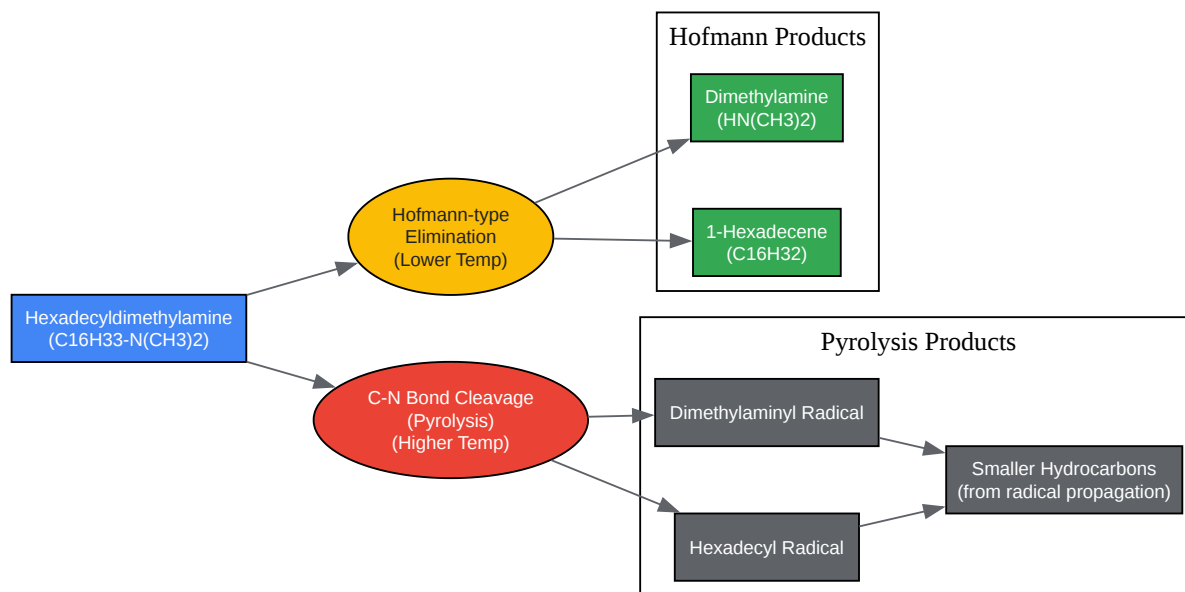 Hofmann Products
Dimethylamine
(HN(CH3)2)
Hofmann-type
Elimination
(Lower Temp)
1-Hexadecene
(C16H32)
Hexadecyldimethylamine
(C16H33-N(CH3)2)
Pyrolysis Products
C-N Bond Cleavage
(Pyrolysis)
(Higher Temp)
Dimethylaminyl Radical
Smaller Hydrocarbons
(from radical propagation)
Hexadecyl Radical